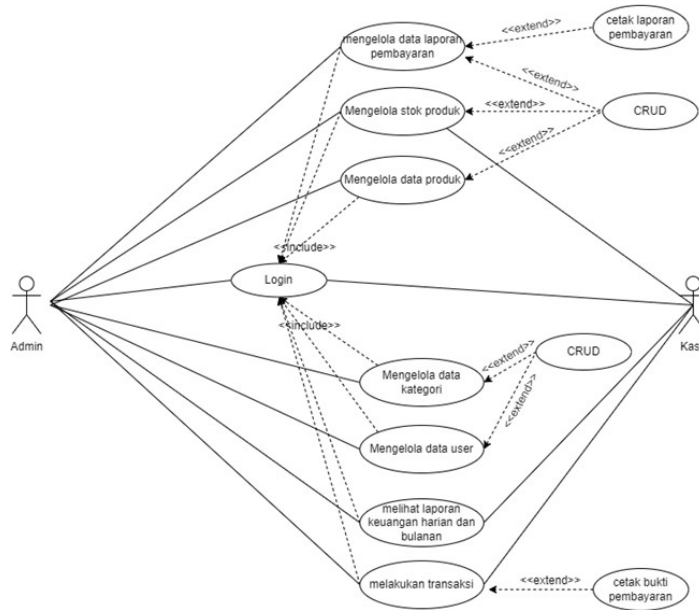 mengelola data laporan
pembayaran
<<extend>>
cetak laporan
pembayaran
<<extend>>
Mengelola stok produk
<<extend>>
CRUD
<<extend>>
Mengelola data produk
<<include>>
Login
Admin
Kas
<<include>>
Mengelola data
kategori
<<extend>>
CRUD
<<extend>>
Mengelola data user
melihat laporan
keuangan harian dan
bulanan
melakukan transaksi
<<extend>>
cetak bukti
pembayaran